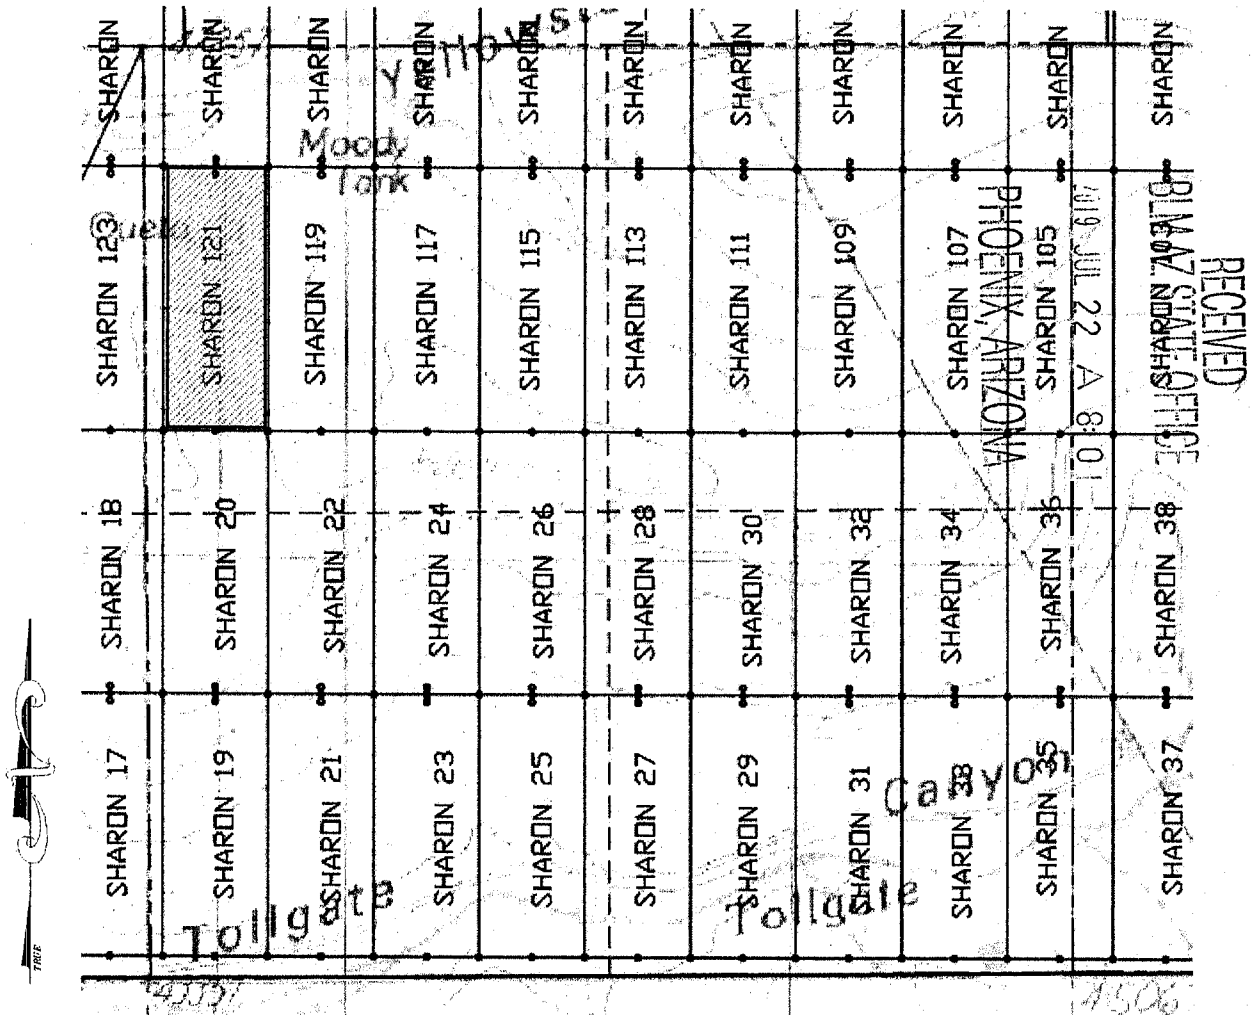 SHARON
SHARON
SHARON
SHARON
SHARON
SHARON
SHARON
SHARON
SHARON
SHARON
SHARON
Moody
SHARON 123
SHARON 121
SHARON 119
SHARON 117
SHARON 115
SHARON 113
SHARON 111
SHARON 109
SHARON 107
SHARON 105
SHARON
RECEIVED
BLM AZ STATE OFFICE
2019 JUL 22 A 8:01
PHOENIX, ARIZONA
SHARON 18
SHARON 20
SHARON 22
SHARON 24
SHARON 26
SHARON 28
SHARON 30
SHARON 32
SHARON 34
SHARON 36
SHARON 38
SHARON 17
SHARON 19
SHARON 21
SHARON 23
SHARON 25
SHARON 27
SHARON 29
SHARON 31
SHARON 33
SHARON 35
SHARON 37
Canyon
Tollgate
Tollgate
TRUE